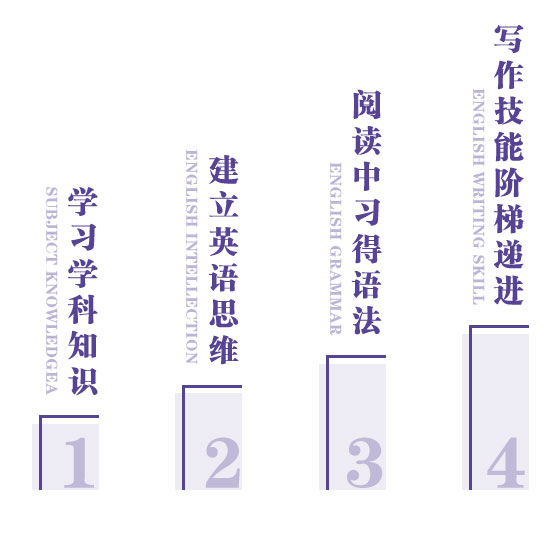 学习学科知识
SUBJECT KNOWLEDGEA
1
建立英语思维
ENGLISH INTELLECTION
2
阅读中习得语法
ENGLISH GRAMMAR
3
写作技能阶梯递进
ENGLISH WRITING SKILL
4